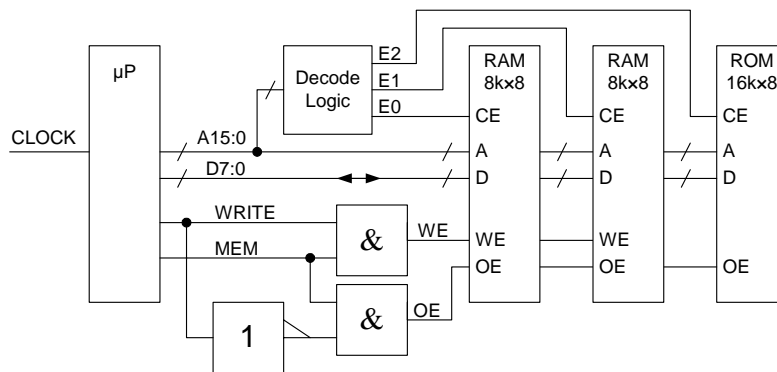 E2
µP
RAM
8k×8
RAM
8k×8
ROM
16k×8
Decode
Logic
E1
E0
CE
CE
CE
CLOCK
A15:0
A
A
A
D7:0
D
D
D
WRITE
&
WE
WE
WE
MEM
OE
OE
OE
1
&
OE